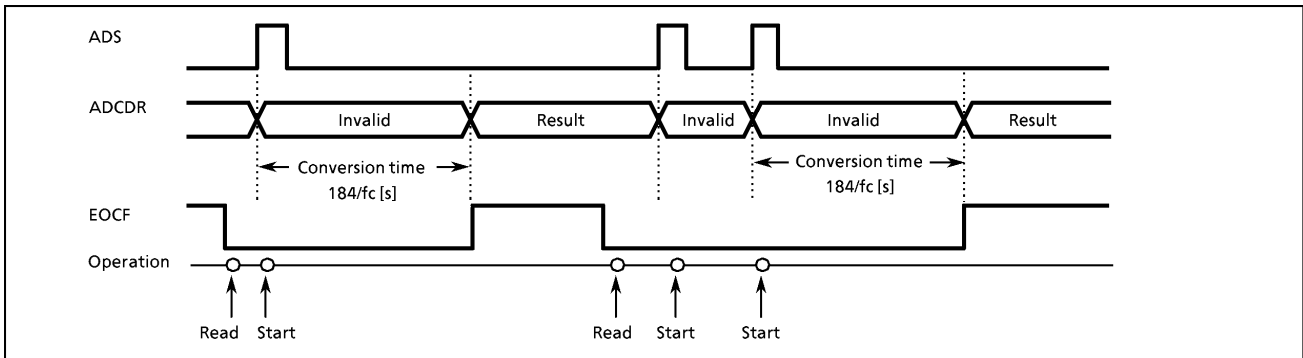 ADS
ADCDR
Invalid
Result
Invalid
Invalid
Result
Conversion time
184/fc [s]
Conversion time
184/fc [s]
EOCF
Operation
Read
Start
Read
Start
Start